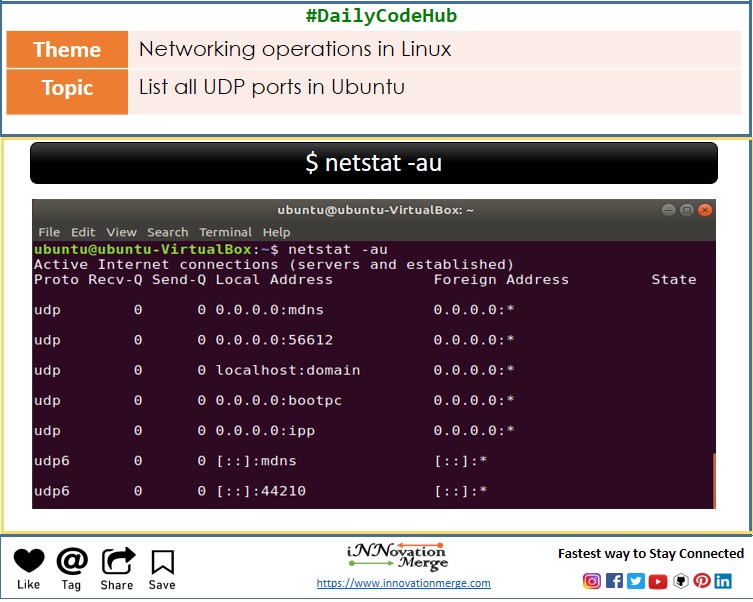 #DailyCodeHub
Theme Networking operations in Linux
Topic List all UDP ports in Ubuntu
$ netstat -au
ubuntu@ubuntu-VirtualBox: ~
File Edit View Search Terminal Help
ubuntu@ubuntu-VirtualBox:~$ netstat -au
Active Internet connections (servers and established)
Proto Recv-Q Send-Q Local Address Foreign Address State
udp 0 0 0.0.0.0:mdns 0.0.0.0:*
udp 0 0 0.0.0.0:56612 0.0.0.0:*
udp 0 0 localhost:domain 0.0.0.0:*
udp 0 0 0.0.0.0:bootpc 0.0.0.0:*
udp 0 0 0.0.0.0:ipp 0.0.0.0:*
udp6 0 0 [::]:mdns [::]:*
udp6 0 0 [::]:44210 [::]:*
Like Tag Share Save
iNNovation
Merge
https://www.innovationmerge.com
Fastest way to Stay Connected